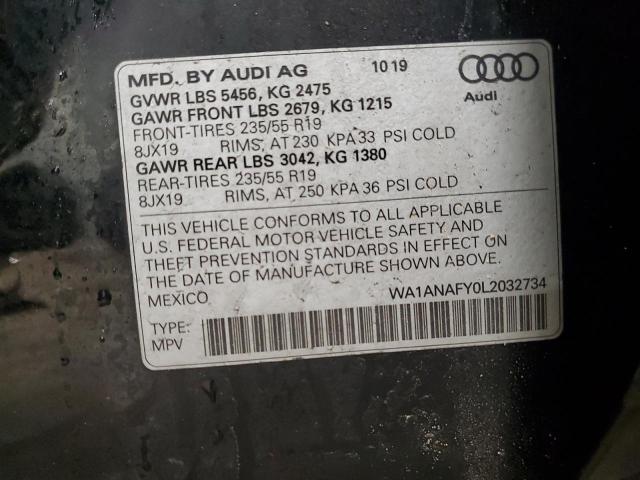 MFD. BY AUDI AG 10 19
GVWR LBS 5456, KG 2475
GAWR FRONT LBS 2679, KG 1215
FRONT-TIRES 235/55 R19
8JX19 RIMS, AT 230 KPA 33 PSI COLD
GAWR REAR LBS 3042, KG 1380
REAR-TIRES 235/55 R19
8JX19 RIMS, AT 250 KPA 36 PSI COLD
Audi
THIS VEHICLE CONFORMS TO ALL APPLICABLE
U.S. FEDERAL MOTOR VEHICLE SAFETY AND
THEFT PREVENTION STANDARDS IN EFFECT ON
THE DATE OF MANUFACTURE SHOWN ABOVE.
MEXICO
WA1ANAFY0L2032734
TYPE:
MPV